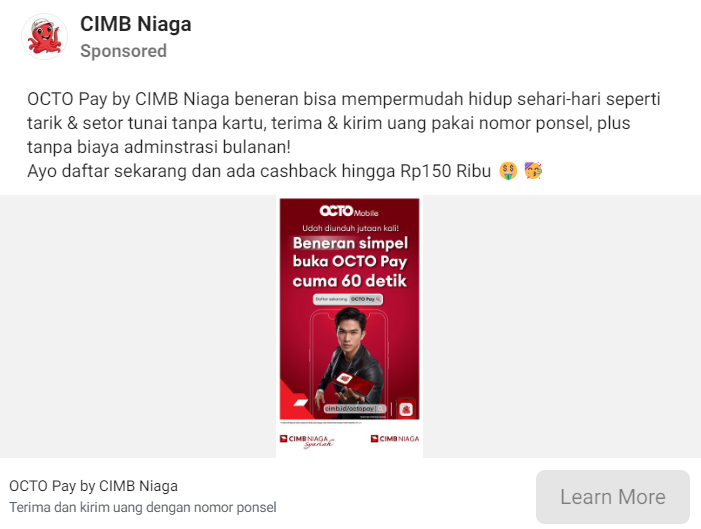 CIMB Niaga
Sponsored
OCTO Pay by CIMB Niaga beneran bisa mempermudah hidup sehari-hari seperti
tarik & setor tunai tanpa kartu, terima & kirim uang pakai nomor ponsel, plus
tanpa biaya adminstrasi bulanan!
Ayo daftar sekarang dan ada cashback hingga Rp150 Ribu 🤑 🥳
OCTO Mobile
Udah diunduh jutaan kali!
Beneran simpel
buka OCTO Pay
cuma 60 detik
Daftar sekarang OCTO Pay
cimb.id/octopay
CIMB NIAGA Syariah
CIMB NIAGA
OCTO Pay by CIMB Niaga
Terima dan kirim uang dengan nomor ponsel
Learn More